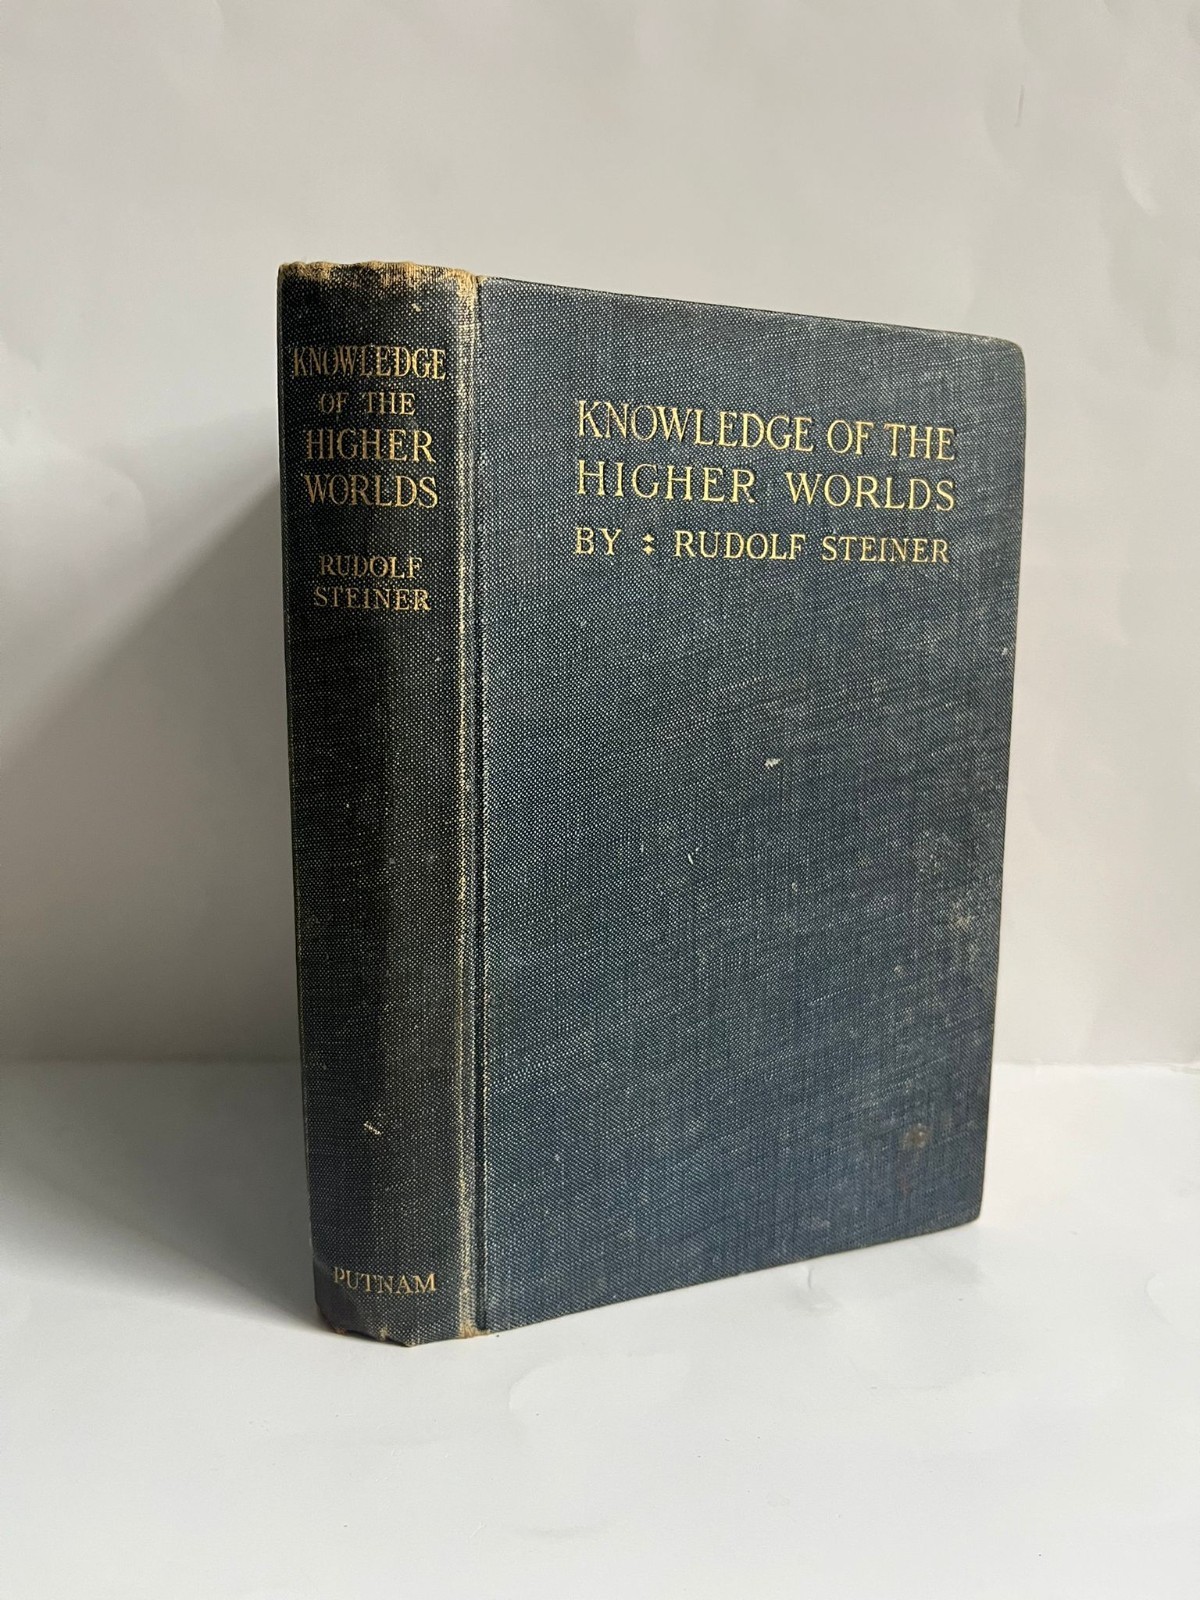 KNOWLEDGE
OF THE
HIGHER
WORLDS
RUDOLF
STEINER
PUTNAM
KNOWLEDGE OF THE
HIGHER WORLDS
BY : RUDOLF STEINER